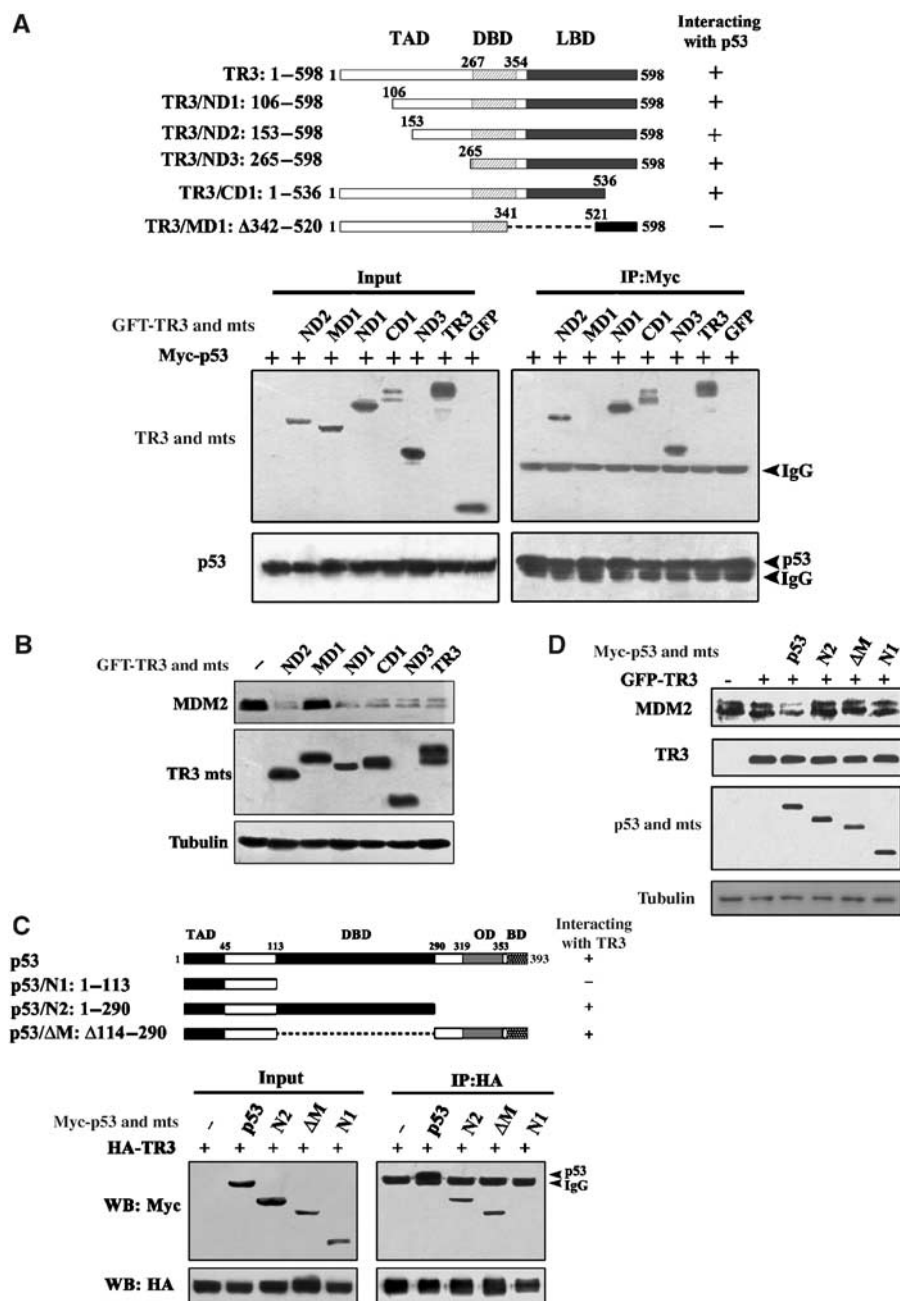 A
TAD DBD LBD Interacting with p53
267 354
TR3: 1–598 1 598 +
106
TR3/ND1: 106–598 598 +
153
TR3/ND2: 153–598 598 +
265
TR3/ND3: 265–598 598 +
536
TR3/CD1: 1–536 1 +
341 521
TR3/MD1: Δ342–520 1 598 –
Input IP:Myc
GFT-TR3 and mts ND2 MD1 ND1 CD1 ND3 TR3 GFP ND2 MD1 ND1 CD1 ND3 TR3 GFP
Myc-p53 + + + + + + + + + + + + + + + +
TR3 and mts
IgG
p53
p53
IgG
B
GFT-TR3 and mts – ND2 MD1 ND1 CD1 ND3 TR3
MDM2
TR3 mts
Tubulin
D
Myc-p53 and mts p53 N2 ΔM N1
GFP-TR3 - + + + + +
MDM2
TR3
p53 and mts
Tubulin
C
TAD DBD OD BD Interacting with TR3
45 113 290 319 353
p53 1 393 +
p53/N1: 1–113 –
p53/N2: 1–290 +
p53/ΔM: Δ114–290 +
Input IP:HA
Myc-p53 and mts – p53 N2 ΔM N1 – p53 N2 ΔM N1
HA-TR3 + + + + + + + + + +
WB: Myc
p53
IgG
WB: HA